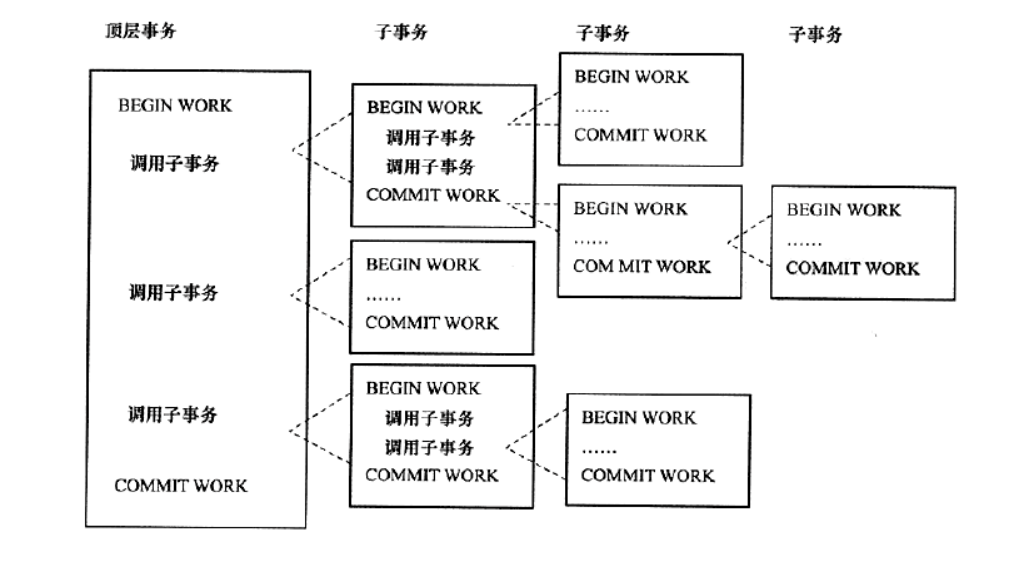 顶层事务
子事务
子事务
子事务
BEGIN WORK
调用子事务
调用子事务
调用子事务
COMMIT WORK
BEGIN WORK
调用子事务
调用子事务
COMMIT WORK
BEGIN WORK
......
COMMIT WORK
BEGIN WORK
调用子事务
调用子事务
COMMIT WORK
BEGIN WORK
......
COMMIT WORK
BEGIN WORK
......
COM MIT WORK
BEGIN WORK
......
COMMIT WORK
BEGIN WORK
......
COMMIT WORK